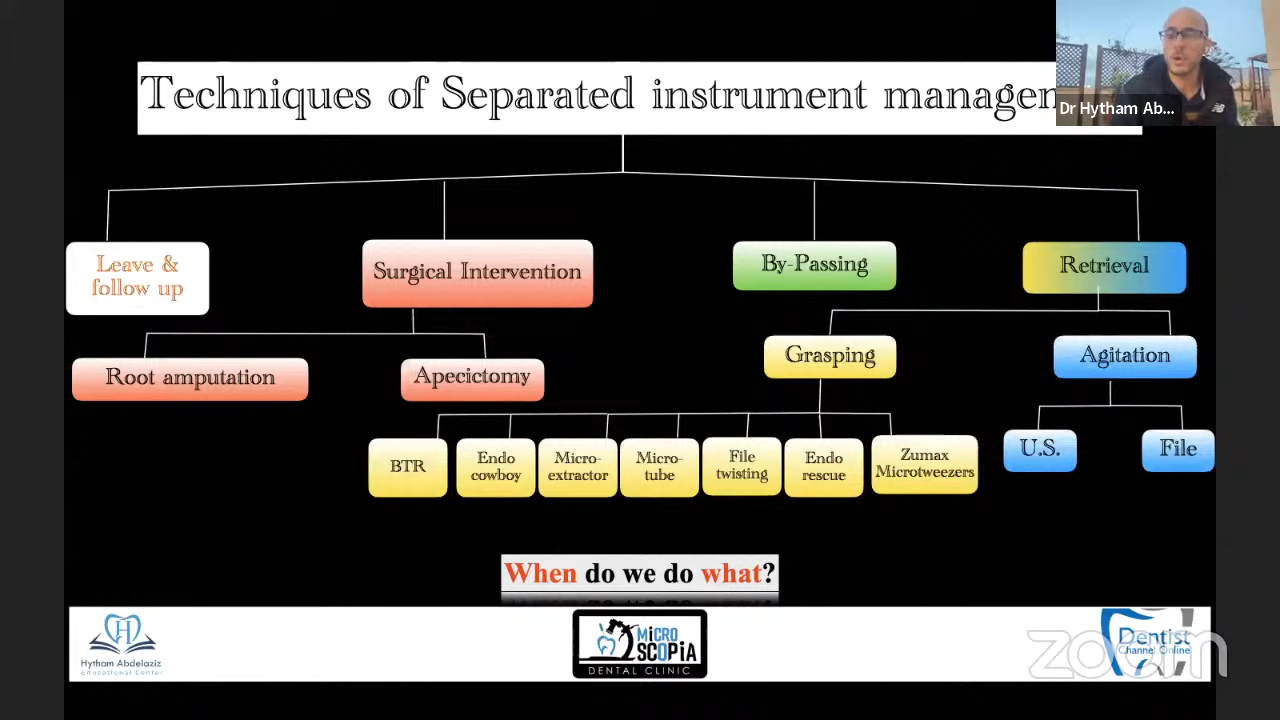 Techniques of Separated instrument managem
Dr Hytham Ab...
Leave &
follow up
Surgical Intervention
By-Passing
Retrieval
Root amputation
Apecictomy
Grasping
Agitation
BTR
Endo
cowboy
Micro-
extractor
Micro-
tube
File
twisting
Endo
rescue
Zumax
Microtweezers
U.S.
File
When do we do what?
Hytham Abdelaziz
Educational Center
MiCRO
SCOPiA
DENTAL CLINIC
Dentist
Channel Online
zoom